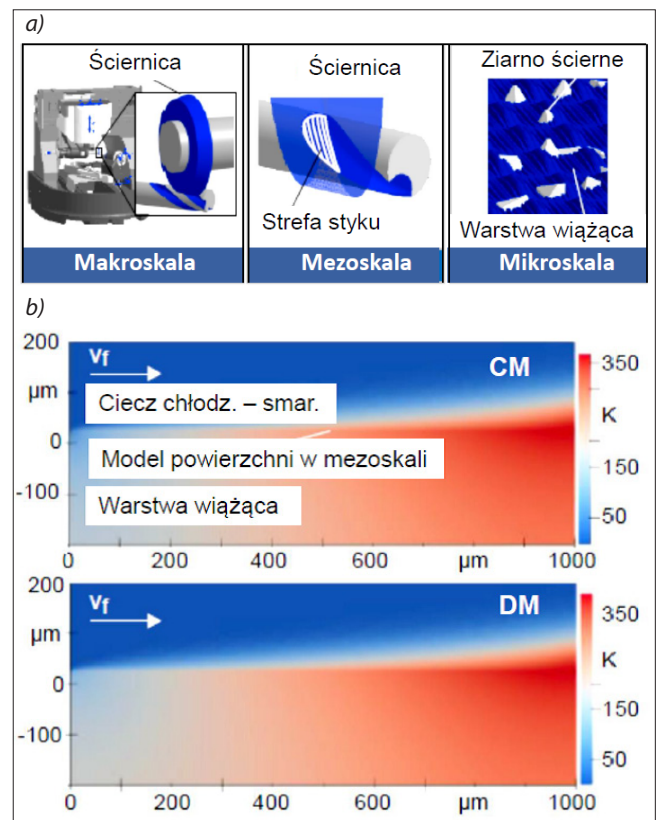 a)
Ściernica
Makroskala
Ściernica
Strefa styku
Mezoskala
Ziarno ścierne
Warstwa wiążąca
Mikroskala
b)
200
µm
0
-100
vf
CM
Ciecz chłodz. – smar.
Model powierzchni w mezoskali
Warstwa wiążąca
0 200 400 600 µm 1000
350
K
150
50
200
µm
0
-100
vf
DM
0 200 400 600 µm 1000
350
K
150
50